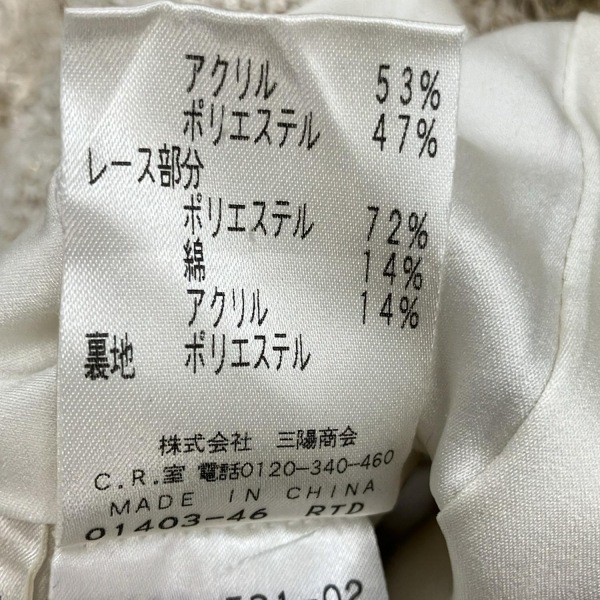 アクリル 53%
ポリエステル 47%
レース部分
ポリエステル 72%
綿 14%
アクリル 14%
裏地 ポリエステル
株式会社 三陽商会
C.R.室 電話0120-340-460
MADE IN CHINA
01403-46 RTD